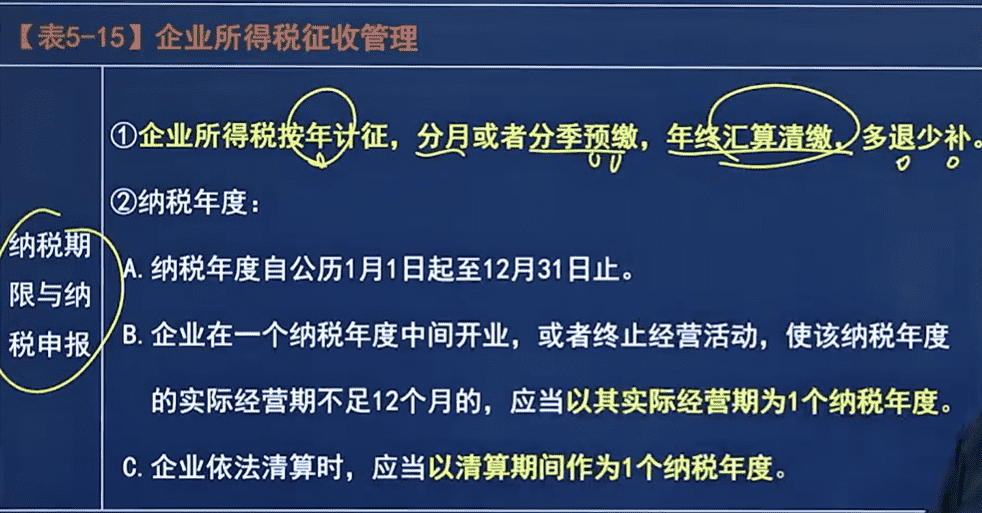 【表5-15】企业所得税征收管理
①企业所得税按年计征，分月或者分季预缴，年终汇算清缴，多退少补。
②纳税年度：
纳税期
限与纳
税申报
A. 纳税年度自公历1月1日起至12月31日止。
B. 企业在一个纳税年度中间开业，或者终止经营活动，使该纳税年度
的实际经营期不足12个月的，应当以其实际经营期为1个纳税年度。
C. 企业依法清算时，应当以清算期间作为1个纳税年度。